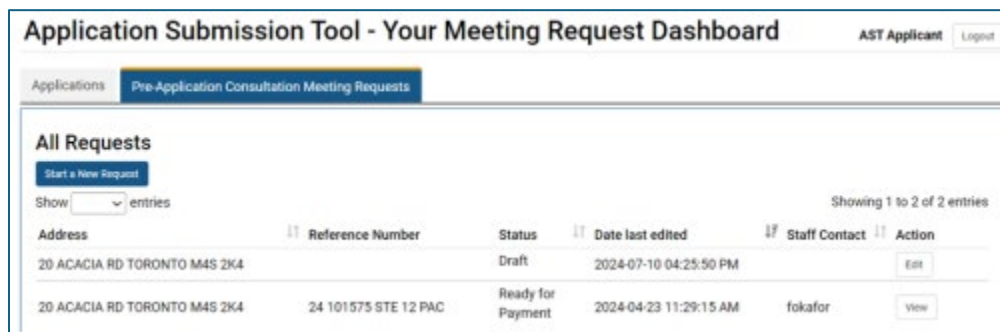 Application Submission Tool - Your Meeting Request Dashboard AST Applicant Logout
Applications Pre-Application Consultation Meeting Requests
All Requests
Start a New Request
Show entries
Showing 1 to 2 of 2 entries
Address Reference Number Status Date last edited Staff Contact Action
20 ACACIA RD TORONTO M4S 2K4 Draft 2024-07-10 04:25:50 PM Edit
20 ACACIA RD TORONTO M4S 2K4 24 101575 STE 12 PAC Ready for Payment 2024-04-23 11:29:15 AM fokafor View